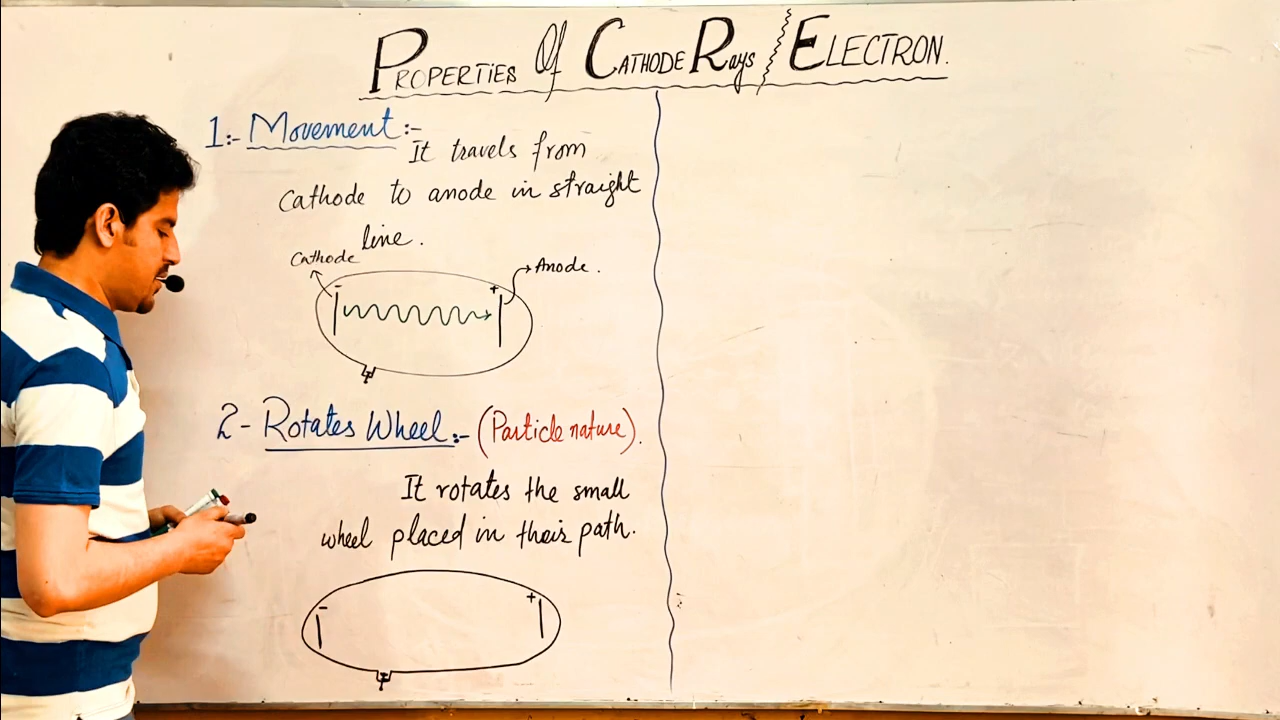 PROPERTIES Of CATHODE RAYS / ELECTRON.
1:- Movement:-
It travels from
Cathode to anode in straight
line.
Cathode
Anode.
- +
2- Rotates Wheel:- (Particle nature).
It rotates the small
wheel placed in their path.
- +